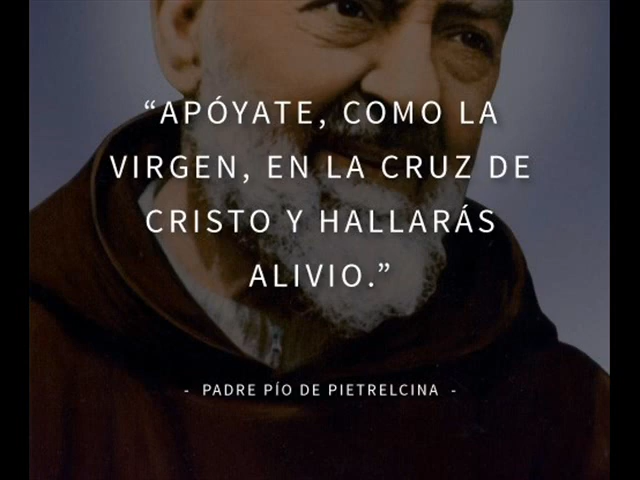 “APÓYATE, COMO LA
VIRGEN, EN LA CRUZ DE
CRISTO Y HALLARÁS
ALIVIO.”
- PADRE PÍO DE PIETRELCINA -